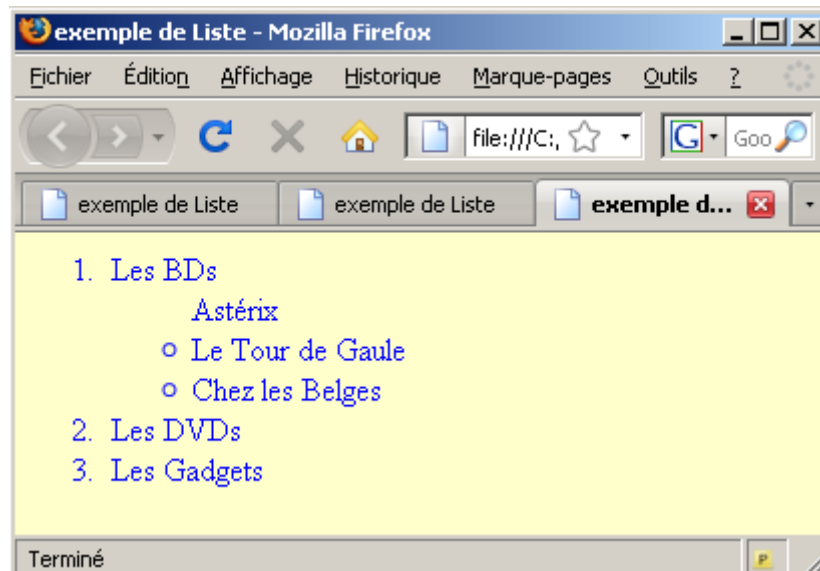 exemple de Liste - Mozilla Firefox
Fichier Édition Affichage Historique Marque-pages Outils ?
file:///C:, G Goo
exemple de Liste exemple de Liste exemple d...
1. Les BDs
Astérix
Le Tour de Gaule
Chez les Belges
2. Les DVDs
3. Les Gadgets
Terminé P